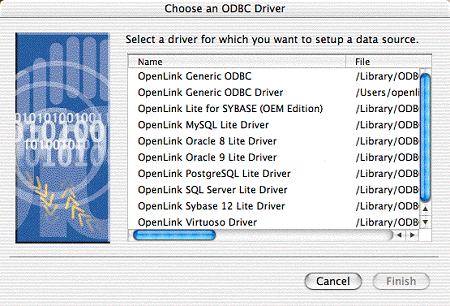 Choose an ODBC Driver
Select a driver for which you want to setup a data source.
Name File
OpenLink Generic ODBC /Library/ODB
OpenLink Generic ODBC Driver /Users/openli
OpenLink Lite for SYBASE (OEM Edition) /Library/ODB
OpenLink MySQL Lite Driver /Library/ODB
OpenLink Oracle 8 Lite Driver /Library/ODB
OpenLink Oracle 9 Lite Driver /Library/ODB
OpenLink PostgreSQL Lite Driver /Library/ODB
OpenLink SQL Server Lite Driver /Library/ODB
OpenLink Sybase 12 Lite Driver /Library/ODB
OpenLink Virtuoso Driver /Library/ODB
Cancel Finish